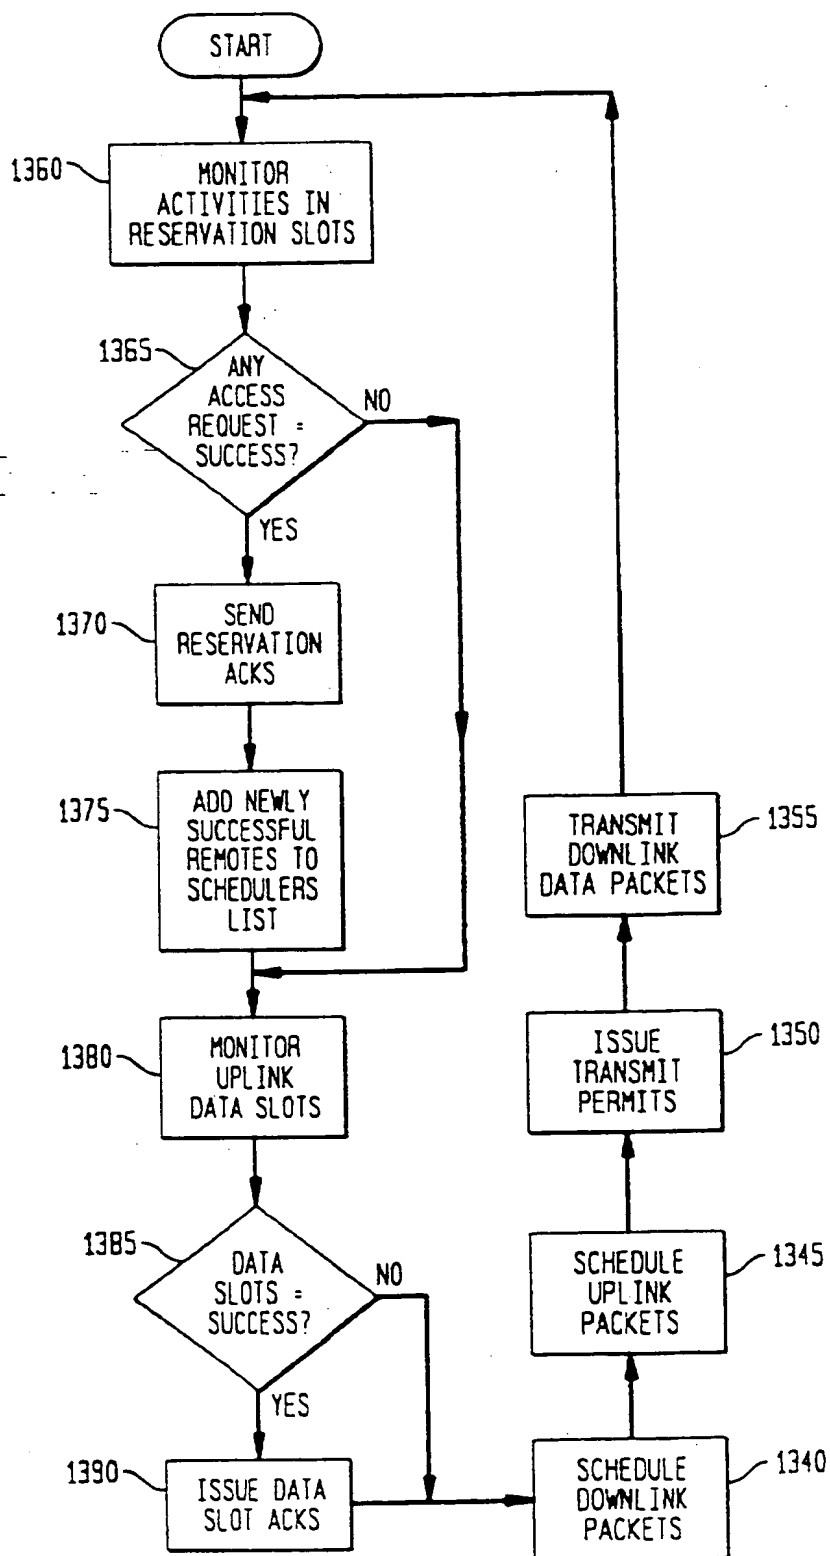 START
1360
MONITOR
ACTIVITIES IN
RESERVATION SLOTS
1365
ANY
ACCESS
REQUEST =
SUCCESS?
NO
YES
1370
SEND
RESERVATION
ACKS
1375
ADD NEWLY
SUCCESSFUL
REMOTES TO
SCHEDULERS
LIST
1380
MONITOR
UPLINK
DATA SLOTS
1385
DATA
SLOTS =
SUCCESS?
NO
YES
1390
ISSUE DATA
SLOT ACKS
SCHEDULE
DOWNLINK
PACKETS
1340
SCHEDULE
UPLINK
PACKETS
1345
ISSUE
TRANSMIT
PERMITS
1350
TRANSMIT
DOWNLINK
DATA PACKETS
1355